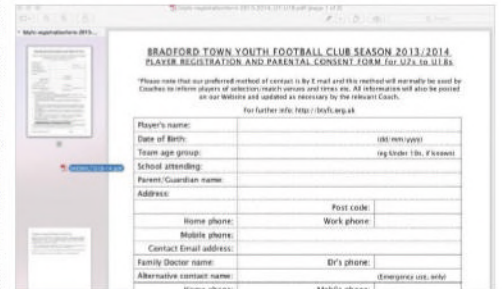 BRADFORD TOWN YOUTH FOOTBALL CLUB SEASON 2013/2014
PLAYER REGISTRATION AND PARENTAL CONSENT FORM for U7s to U18s
*Please note that our preferred method of contact is by E mail and this method will normally be used by
Coaches to inform players of selection/match venues and times etc. All information will also be posted
on our Website and updated as necessary by the relevant Coach.
For further info: http://btyfc.org.uk
Player's name:
Date of Birth: (dd/mm/yyyy)
Team age group: (eg Under 10s, if known)
School attending:
Parent/Guardian name:
Address:
Post code:
Home phone: Work phone:
Mobile phone:
Contact Email address:
Family Doctor name: Dr's phone:
Alternative contact name: (Emergency use, only)
Home phone: Mobile phone: